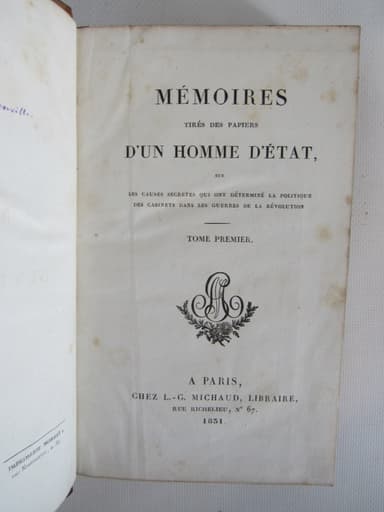 MÉMOIRES
TIRÉS DES PAPIERS
D'UN HOMME D'ÉTAT,
SUR
LES CAUSES SECRÈTES QUI ONT DÉTERMINÉ LA POLITIQUE
DES CABINETS DANS LES GUERRES DE LA RÉVOLUTION
TOME PREMIER.
A PARIS,
CHEZ L.-G. MICHAUD, LIBRAIRE,
RUE RICHELIEU, Nº 67.
1831.